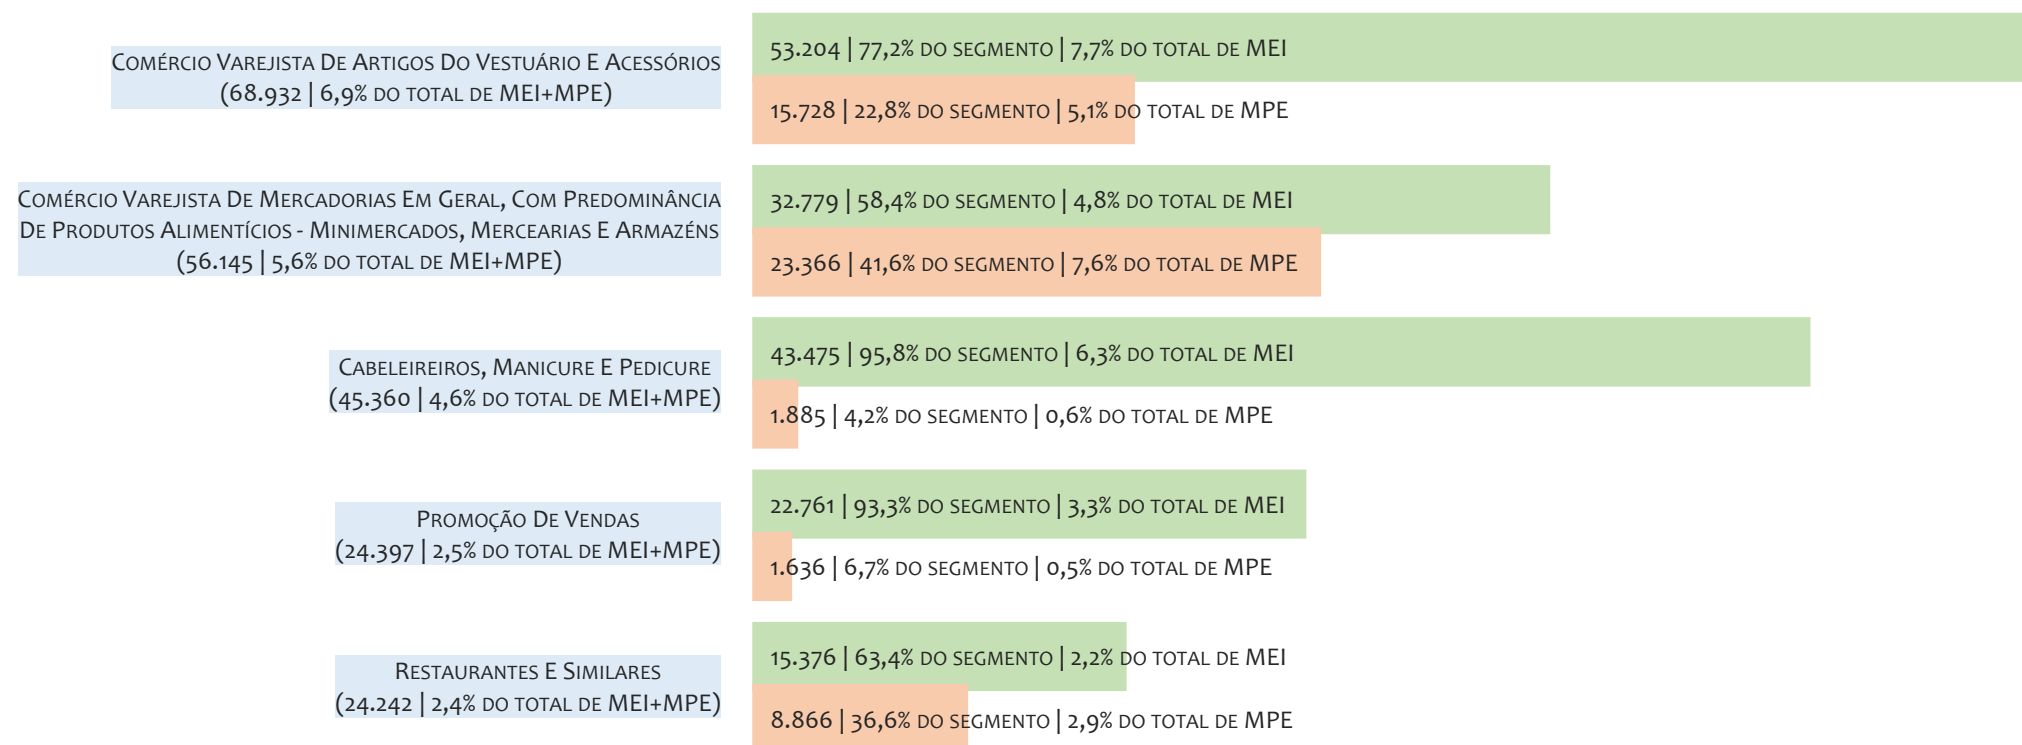 Comércio Varejista De Artigos Do Vestuário E Acessórios
(68.932 | 6,9% do total de MEI+MPE)
53.204 | 77,2% do segmento | 7,7% do total de MEI
15.728 | 22,8% do segmento | 5,1% do total de MPE
Comércio Varejista De Mercadorias Em Geral, Com Predominância
De Produtos Alimentícios - Minimercados, Mercearias E Armazéns
(56.145 | 5,6% do total de MEI+MPE)
32.779 | 58,4% do segmento | 4,8% do total de MEI
23.366 | 41,6% do segmento | 7,6% do total de MPE
Cabeleireiros, Manicure E Pedicure
(45.360 | 4,6% do total de MEI+MPE)
43.475 | 95,8% do segmento | 6,3% do total de MEI
1.885 | 4,2% do segmento | 0,6% do total de MPE
Promoção De Vendas
(24.397 | 2,5% do total de MEI+MPE)
22.761 | 93,3% do segmento | 3,3% do total de MEI
1.636 | 6,7% do segmento | 0,5% do total de MPE
Restaurantes E Similares
(24.242 | 2,4% do total de MEI+MPE)
15.376 | 63,4% do segmento | 2,2% do total de MEI
8.866 | 36,6% do segmento | 2,9% do total de MPE